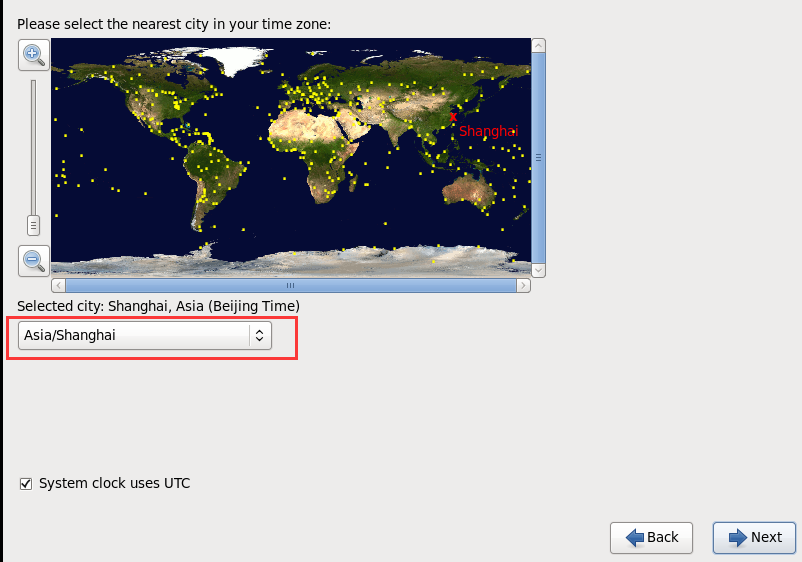 Please select the nearest city in your time zone:
Shanghai
Selected city: Shanghai, Asia (Beijing Time)
Asia/Shanghai
System clock uses UTC
Back
Next